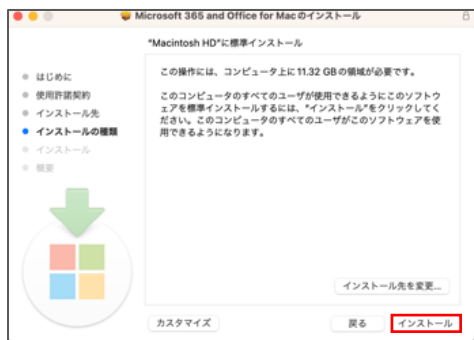 Microsoft 365 and Office for Mac のインストール
"Macintosh HD"に標準インストール
はじめに
使用許諾契約
インストール先
インストールの種類
インストール
概要
この操作には、コンピュータ上に 11.32 GB の領域が必要です。
このコンピュータのすべてのユーザが使用できるようにこのソフトウ
ェアを標準インストールするには、"インストール"をクリックしてく
ださい。このコンピュータのすべてのユーザがこのソフトウェアを使
用できるようになります。
インストール先を変更...
カスタマイズ
戻る
インストール